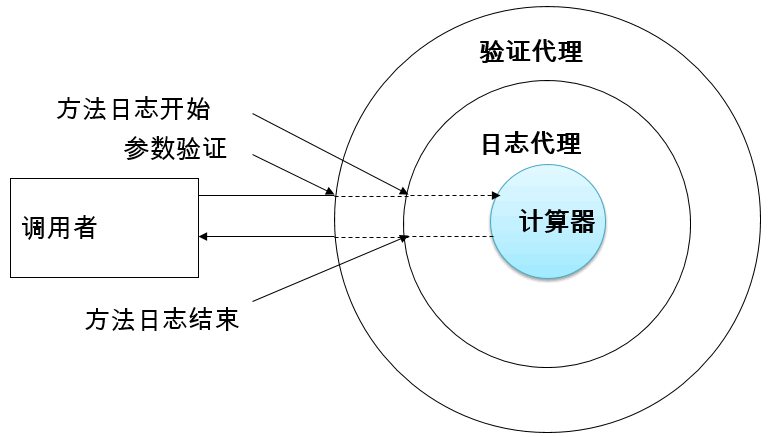 验证代理
方法日志开始
参数验证
日志代理
调用者
计算器
方法日志结束